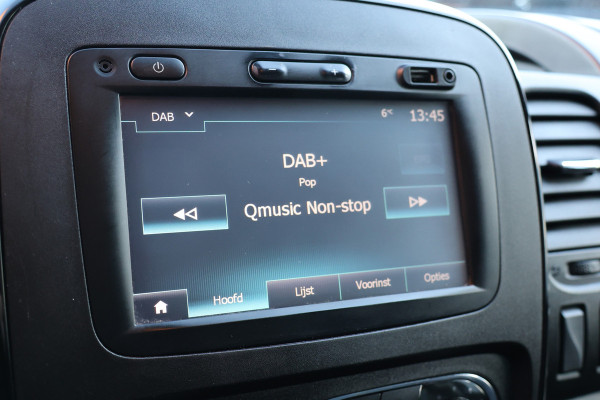 DAB 6°C 13:45
DAB+
Pop
Qmusic Non-stop
Hoofd Lijst Voorinst Opties